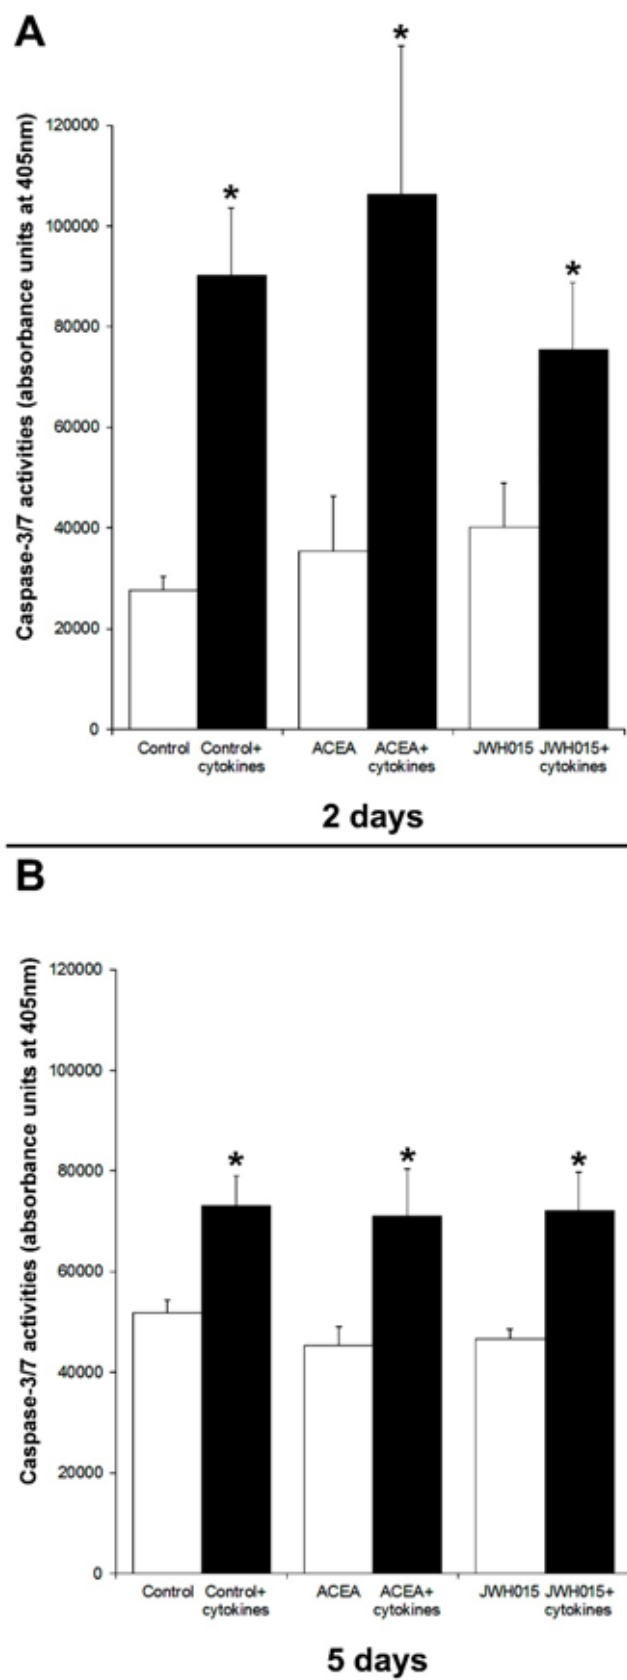 A
Caspase-3/7 activities (absorbance units at 405nm)
120000
100000
80000
60000
40000
20000
0
*
*
*
Control Control+ ACEA ACEA+ JWH015 JWH015+
cytokines cytokines cytokines
2 days
B
Caspase-3/7 activities (absorbance units at 405nm)
120000
100000
80000
60000
40000
20000
0
*
*
*
Control Control+ ACEA ACEA+ JWH015 JWH015+
cytokines cytokines cytokines
5 days